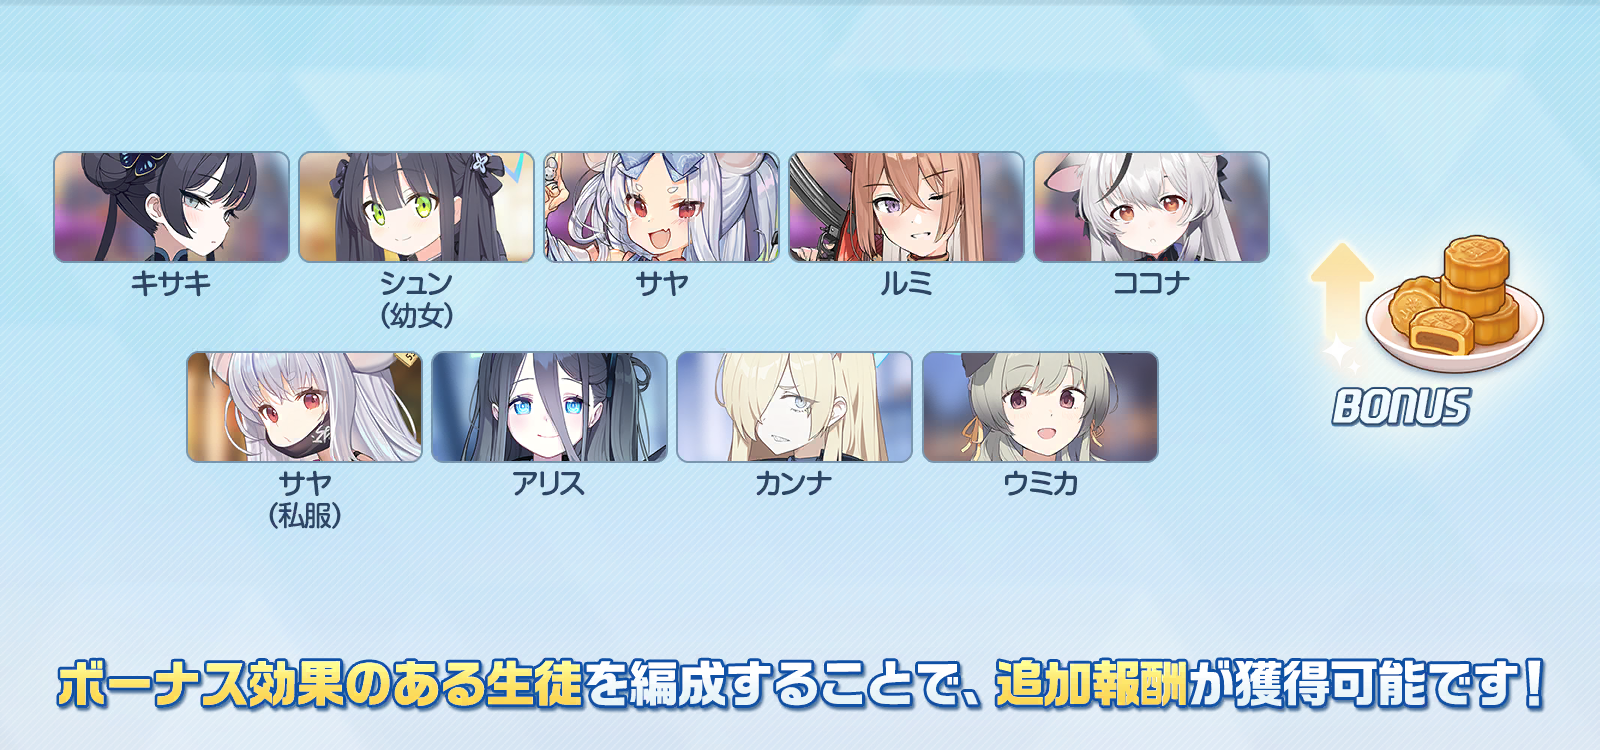 キサキ
シュン
（幼女）
サヤ
ルミ
ココナ
BONUS
サヤ
（私服）
アリス
カンナ
ウミカ
ボーナス効果のある生徒を編成することで、追加報酬が獲得可能です！